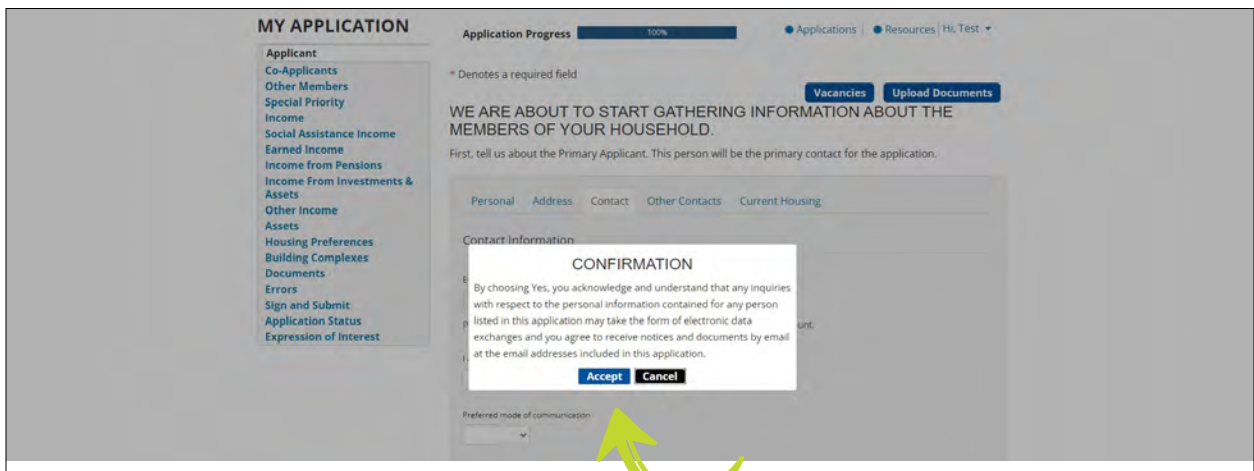 MY APPLICATION
Application Progress 100% Applications | Resources | Hi, Test
Applicant
Co-Applicants
Other Members
Special Priority
Income
Social Assistance Income
Earned Income
Income from Pensions
Income From Investments &
Assets
Other Income
Assets
Housing Preferences
Building Complexes
Documents
Errors
Sign and Submit
Application Status
Expression of Interest
* Denotes a required field
Vacancies Upload Documents
WE ARE ABOUT TO START GATHERING INFORMATION ABOUT THE
MEMBERS OF YOUR HOUSEHOLD.
First, tell us about the Primary Applicant. This person will be the primary contact for the application.
Personal Address Contact Other Contacts Current Housing
Contact Information
CONFIRMATION
By choosing Yes, you acknowledge and understand that any inquiries
with respect to the personal information contained for any person
listed in this application may take the form of electronic data
exchanges and you agree to receive notices and documents by email
at the email addresses included in this application.
Accept Cancel
Preferred mode of communication